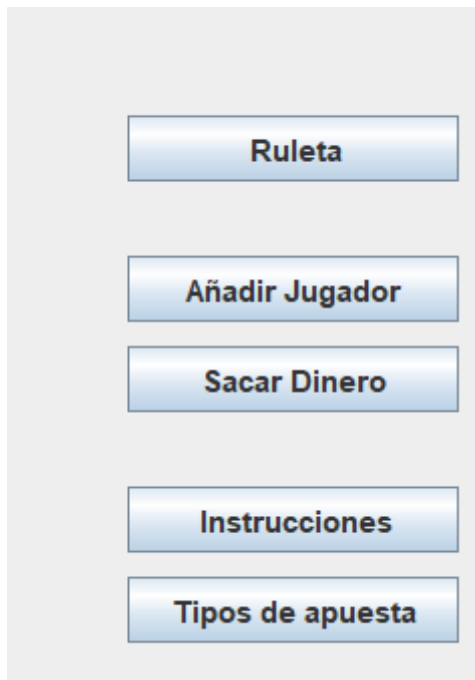 Ruleta
Añadir Jugador
Sacar Dinero
Instrucciones
Tipos de apuesta